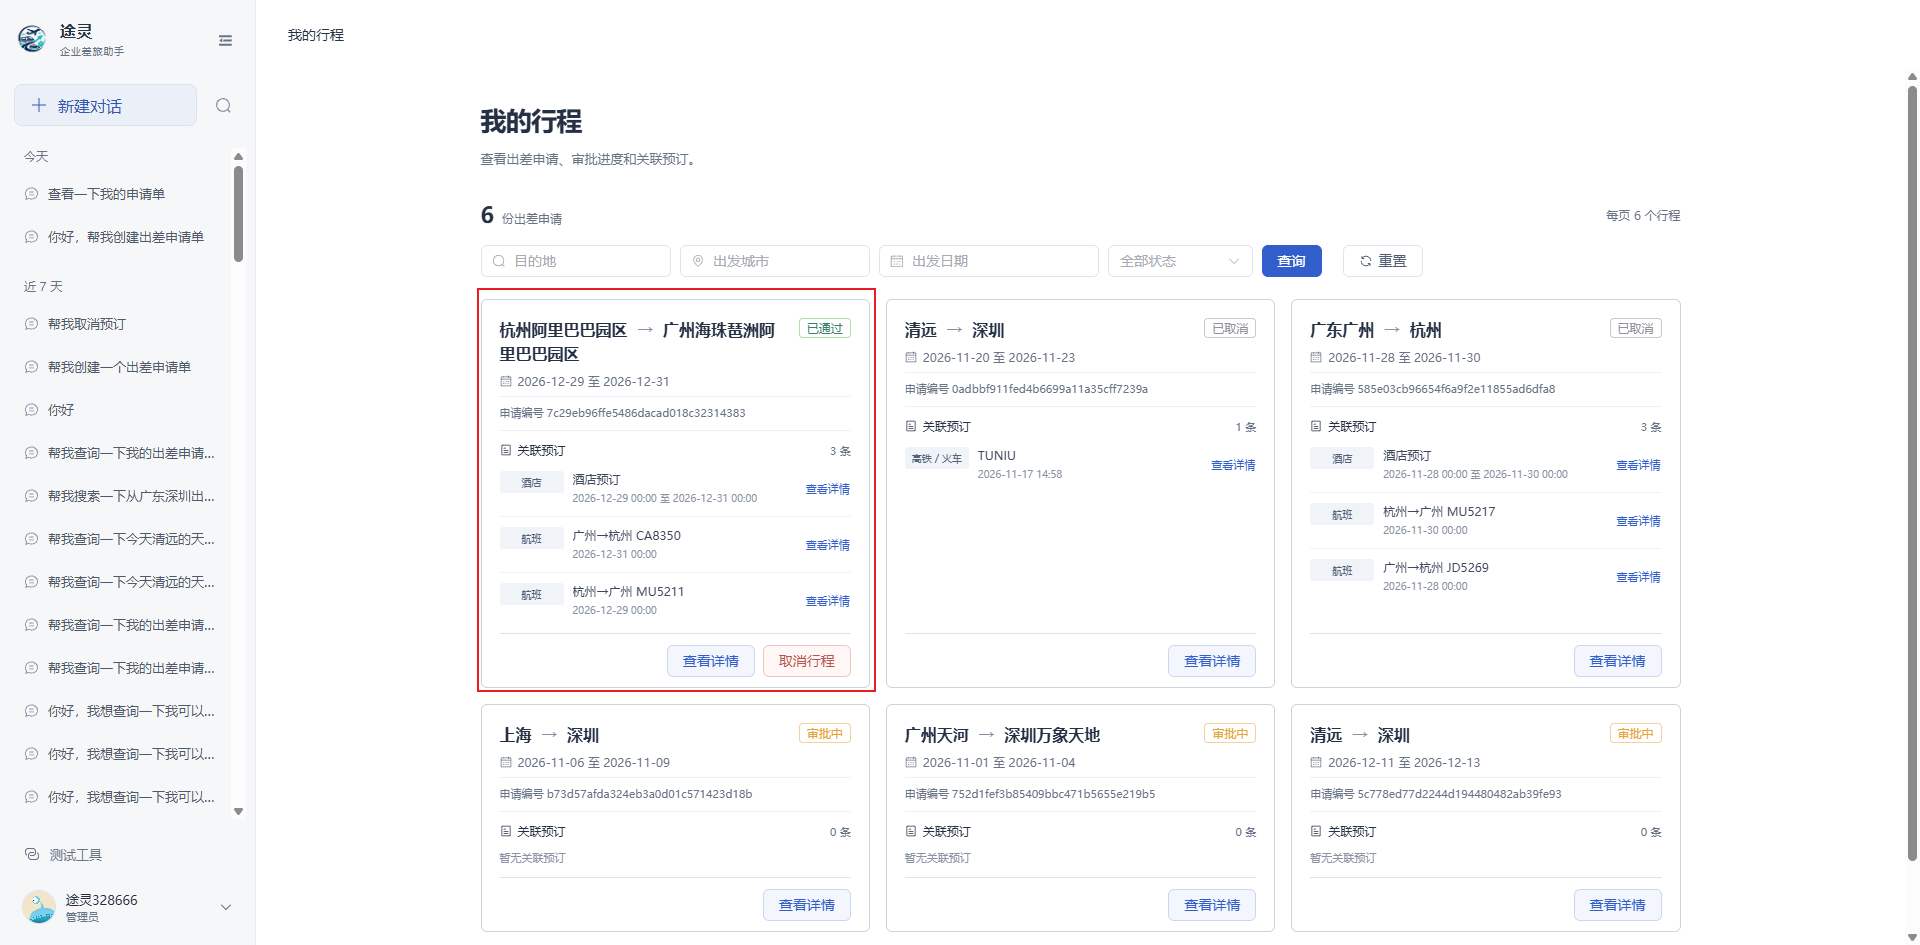 途灵
企业差旅助手
新建对话
今天
查看一下我的申请单
你好，帮我创建出差申请单
近 7 天
帮我取消预订
帮我创建一个出差申请单
你好
帮我查询一下我的出差申请...
帮我搜索一下从广东深圳出...
帮我查询一下今天清远的天...
帮我查询一下今天清远的天...
帮我查询一下我的出差申请...
帮我查询一下我的出差申请...
你好，我想查询一下我可以...
你好，我想查询一下我可以...
你好，我想查询一下我可以...
测试工具
途灵328666
管理员
我的行程
我的行程
查看出差申请、审批进度和关联预订。
6 份出差申请
每页 6 个行程
目的地
出发城市
出发日期
全部状态
查询
重置
杭州阿里巴巴园区 → 广州海珠琶洲阿
里巴巴园区
已通过
2026-12-29 至 2026-12-31
申请编号 7c29eb96ffe5486dacad018c32314383
关联预订
3 条
酒店
酒店预订
2026-12-29 00:00 至 2026-12-31 00:00
查看详情
航班
广州→杭州 CA8350
2026-12-31 00:00
查看详情
航班
杭州→广州 MU5211
2026-12-29 00:00
查看详情
查看详情
取消行程
清远 → 深圳
已取消
2026-11-20 至 2026-11-23
申请编号 0adbbf911fed4b6699a11a35cff7239a
关联预订
1 条
高铁 / 火车
TUNIU
2026-11-17 14:58
查看详情
查看详情
广东广州 → 杭州
已取消
2026-11-28 至 2026-11-30
申请编号 585e03cb96654f6a9f2e11855ad6dfa8
关联预订
3 条
酒店
酒店预订
2026-11-28 00:00 至 2026-11-30 00:00
查看详情
航班
杭州→广州 MU5217
2026-11-30 00:00
查看详情
航班
广州→杭州 JD5269
2026-11-28 00:00
查看详情
查看详情
上海 → 深圳
审批中
2026-11-06 至 2026-11-09
申请编号 b73d57afda324eb3a0d01c571423d18b
关联预订
0 条
暂无关联预订
查看详情
广州天河 → 深圳万象天地
审批中
2026-11-01 至 2026-11-04
申请编号 752d1fef3b85409bbc471b5655e219b5
关联预订
0 条
暂无关联预订
查看详情
清远 → 深圳
审批中
2026-12-11 至 2026-12-13
申请编号 5c778ed77d2244d194480482ab39fe93
关联预订
0 条
暂无关联预订
查看详情